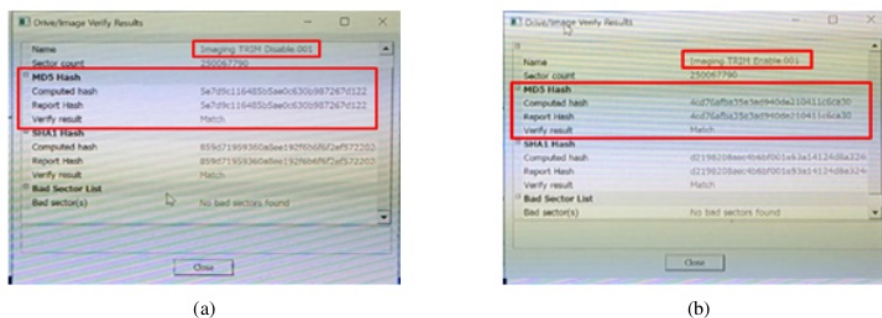 Drive/Image Verify Results
Name Imaging TRIM Disable.001
Sector count 250067790
MD5 Hash
Computed hash
Report Hash
Verify result Match
SHA1 Hash
Computed hash
Report Hash
Verify result Match
Bad Sector List
Bad sector(s) No bad sectors found
Close
(a)
Drive/Image Verify Results
Name Imaging TRIM Enable.001
Sector count 250067790
MD5 Hash
Computed hash
Report Hash
Verify result Match
SHA1 Hash
Computed hash
Report Hash
Verify result Match
Bad Sector List
Bad sector(s) No bad sectors found
Close
(b)